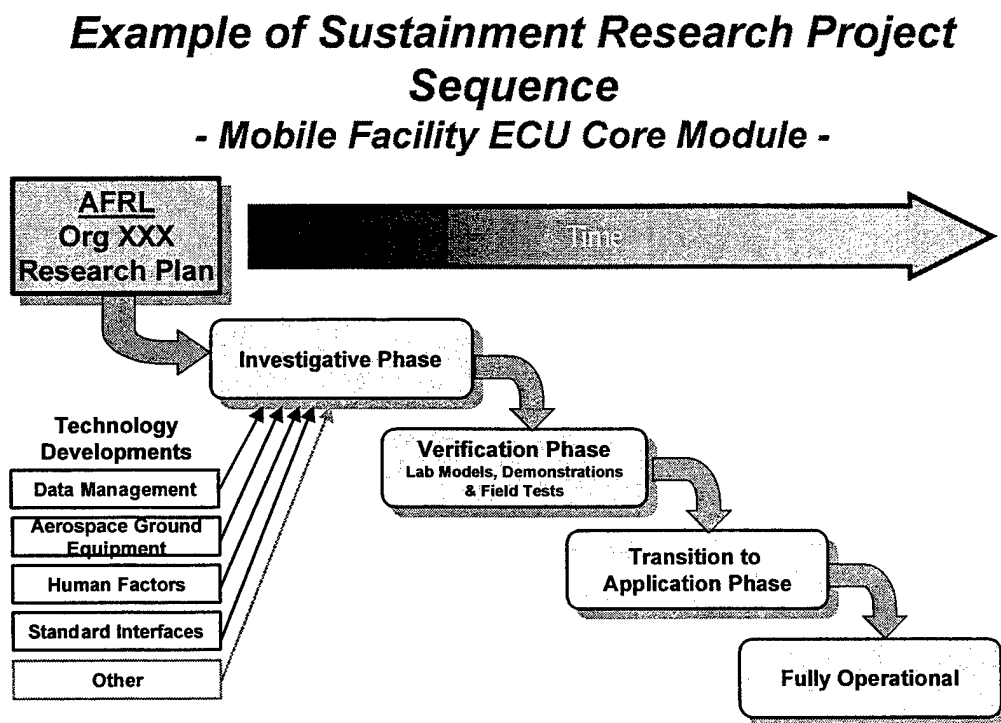 Example of Sustainment Research Project
Sequence
- Mobile Facility ECU Core Module -
AFRL
Org XXX
Research Plan
Time
Investigative Phase
Technology
Developments
Data Management
Aerospace Ground
Equipment
Human Factors
Standard Interfaces
Other
Verification Phase
Lab Models, Demonstrations
& Field Tests
Transition to
Application Phase
Fully Operational